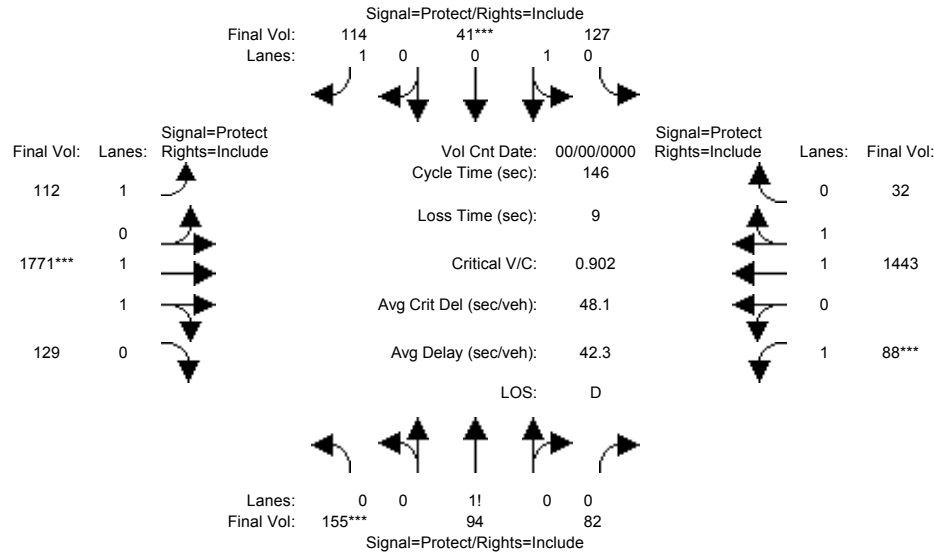 Signal=Protect/Rights=Include
Final Vol: 114 41*** 127
Lanes: 1 0 0 1 0
Signal=Protect Signal=Protect
Final Vol: Lanes: Rights=Include Vol Cnt Date: 00/00/0000 Rights=Include Lanes: Final Vol:
112 1 Cycle Time (sec): 146 0 32
Loss Time (sec): 9
0 1
1771*** 1 Critical V/C: 0.902 1 1443
1 Avg Crit Del (sec/veh): 48.1 0
129 0 Avg Delay (sec/veh): 42.3 1 88***
LOS: D
Lanes: 0 0 1! 0 0
Final Vol: 155*** 94 82
Signal=Protect/Rights=Include